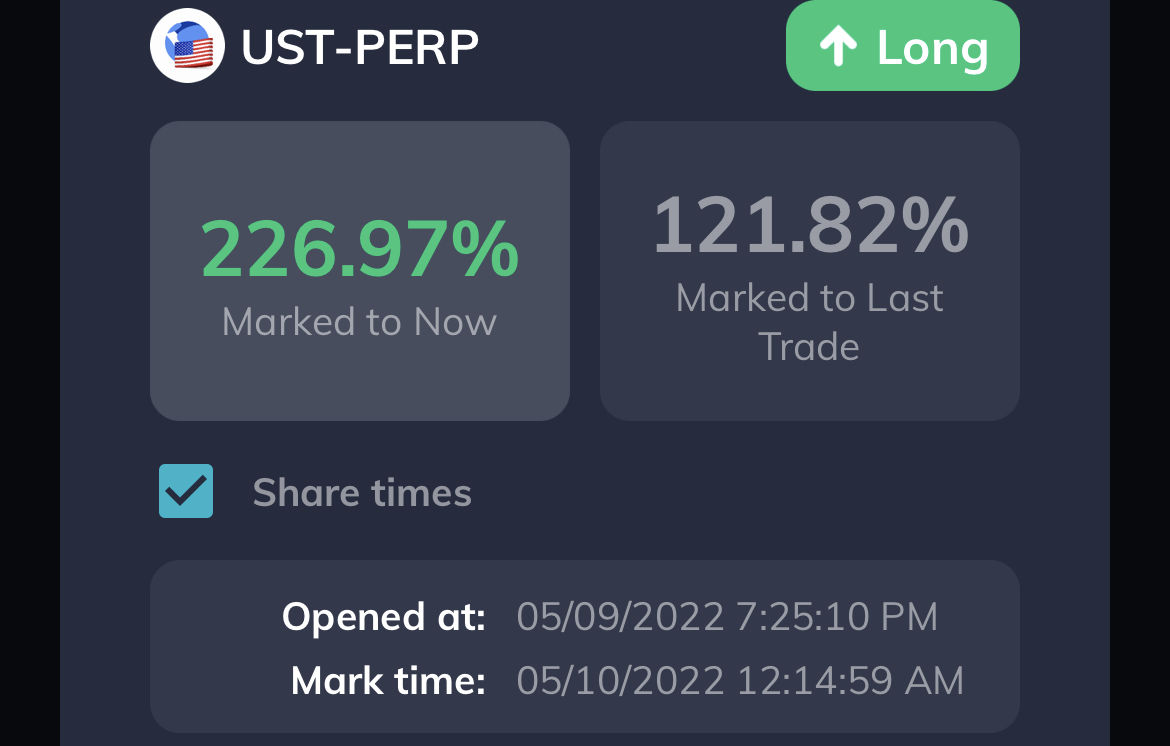 UST-PERP
Long
226.97%
Marked to Now
121.82%
Marked to Last
Trade
Share times
Opened at: 05/09/2022 7:25:10 PM
Mark time: 05/10/2022 12:14:59 AM